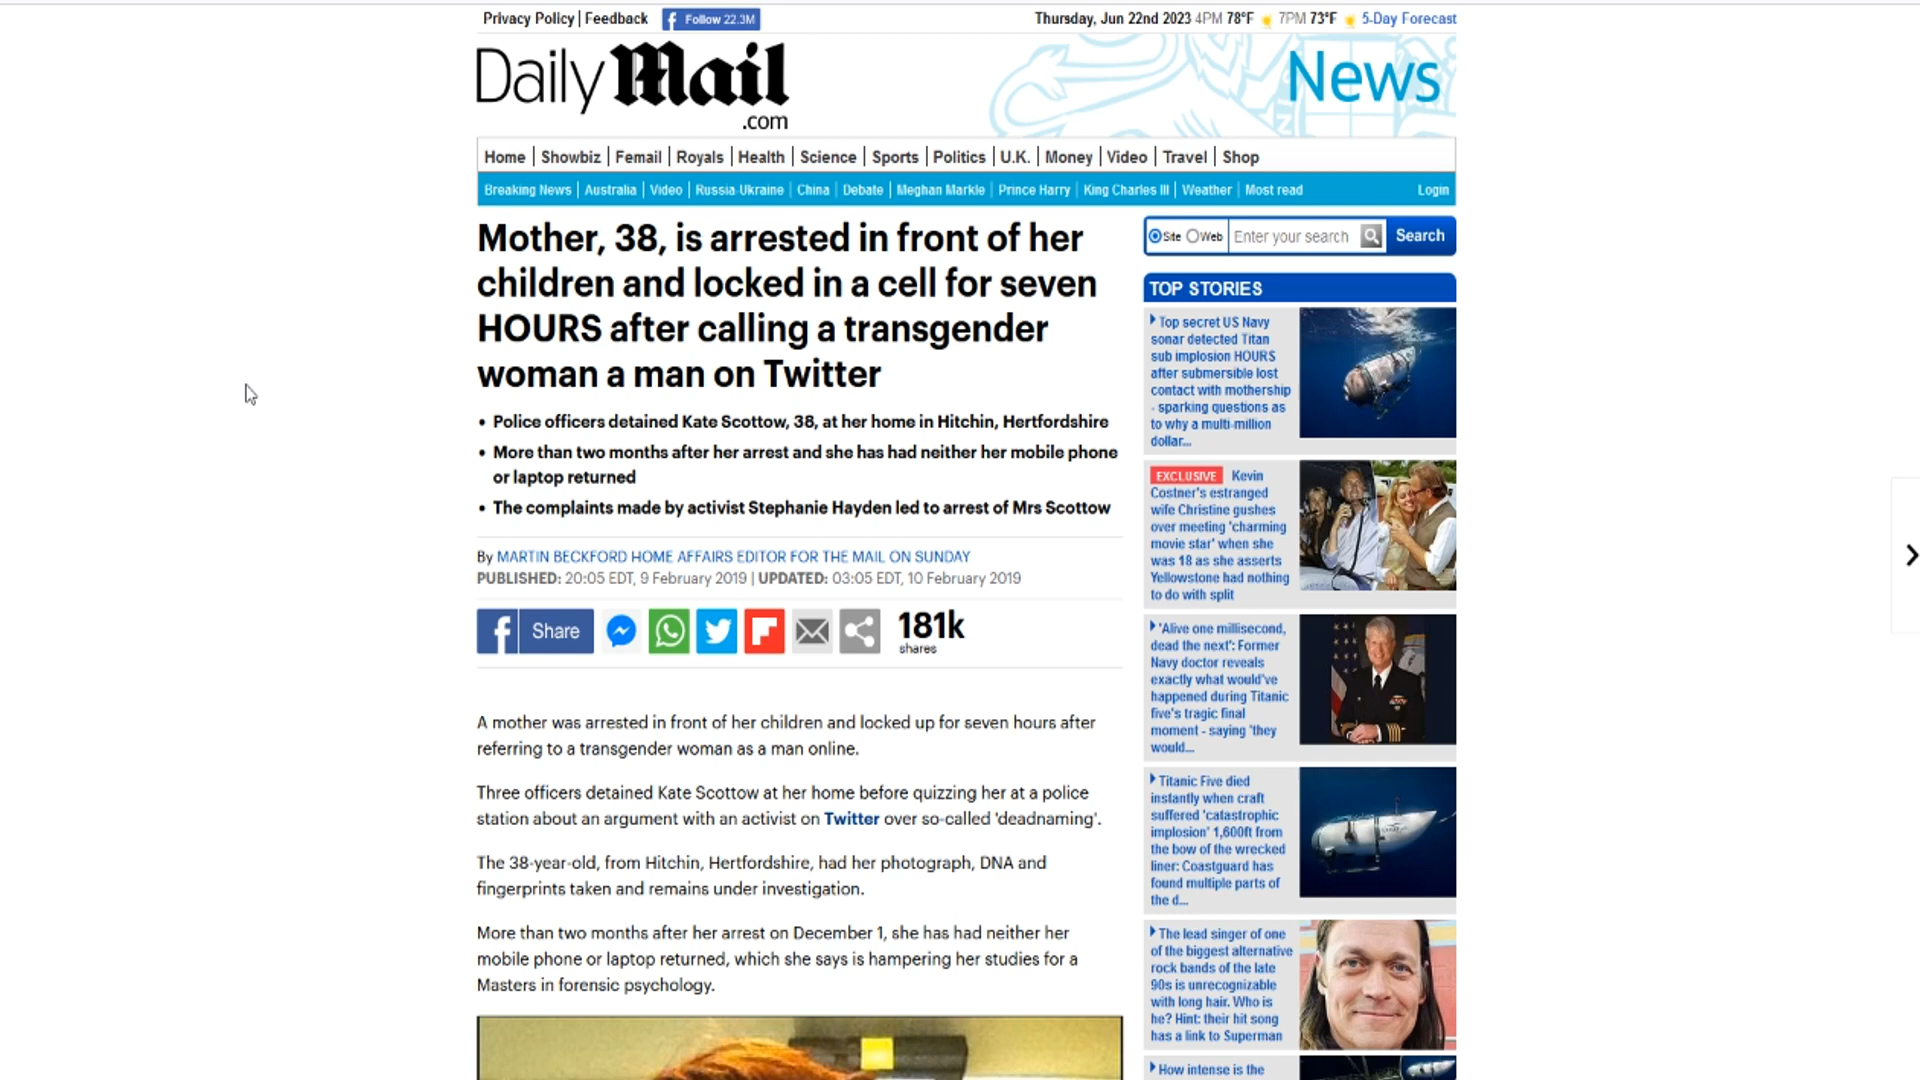 Privacy Policy | Feedback Follow 22.3M Thursday, Jun 22nd 2023 4PM 78°F 7PM 73°F 5-Day Forecast
Daily Mail
.com
News
Home | Showbiz | Femail | Royals | Health | Science | Sports | Politics | U.K. | Money | Video | Travel | Shop
Breaking News | Australia | Video | Russia-Ukraine | China | Debate | Meghan Markle | Prince Harry | King Charles III | Weather | Most read Login
Mother, 38, is arrested in front of her
children and locked in a cell for seven
HOURS after calling a transgender
woman a man on Twitter
• Police officers detained Kate Scottow, 38, at her home in Hitchin, Hertfordshire
• More than two months after her arrest and she has had neither her mobile phone
or laptop returned
• The complaints made by activist Stephanie Hayden led to arrest of Mrs Scottow
By MARTIN BECKFORD HOME AFFAIRS EDITOR FOR THE MAIL ON SUNDAY
PUBLISHED: 20:05 EDT, 9 February 2019 | UPDATED: 03:05 EDT, 10 February 2019
Share
181k
shares
A mother was arrested in front of her children and locked up for seven hours after
referring to a transgender woman as a man online.
Three officers detained Kate Scottow at her home before quizzing her at a police
station about an argument with an activist on Twitter over so-called 'deadnaming'.
The 38-year-old, from Hitchin, Hertfordshire, had her photograph, DNA and
fingerprints taken and remains under investigation.
More than two months after her arrest on December 1, she has had neither her
mobile phone or laptop returned, which she says is hampering her studies for a
Masters in forensic psychology.
Site Web Enter your search Search
TOP STORIES
Top secret US Navy
sonar detected Titan
sub implosion HOURS
after submersible lost
contact with mothership
- sparking questions as
to why a multi-million
dollar...
EXCLUSIVE Kevin
Costner's estranged
wife Christine gushes
over meeting 'charming
movie star' when she
was 18 as she asserts
Yellowstone had nothing
to do with split
'Alive one millisecond,
dead the next': Former
Navy doctor reveals
exactly what would've
happened during Titanic
five's tragic final
moment - saying 'they
would...
Titanic Five died
instantly when craft
suffered 'catastrophic
implosion' 1,600ft from
the bow of the wrecked
liner: Coastguard has
found multiple parts of
the d...
The lead singer of one
of the biggest alternative
rock bands of the late
90s is unrecognizable
with long hair. Who is
he? Hint: their hit song
has a link to Superman
How intense is the